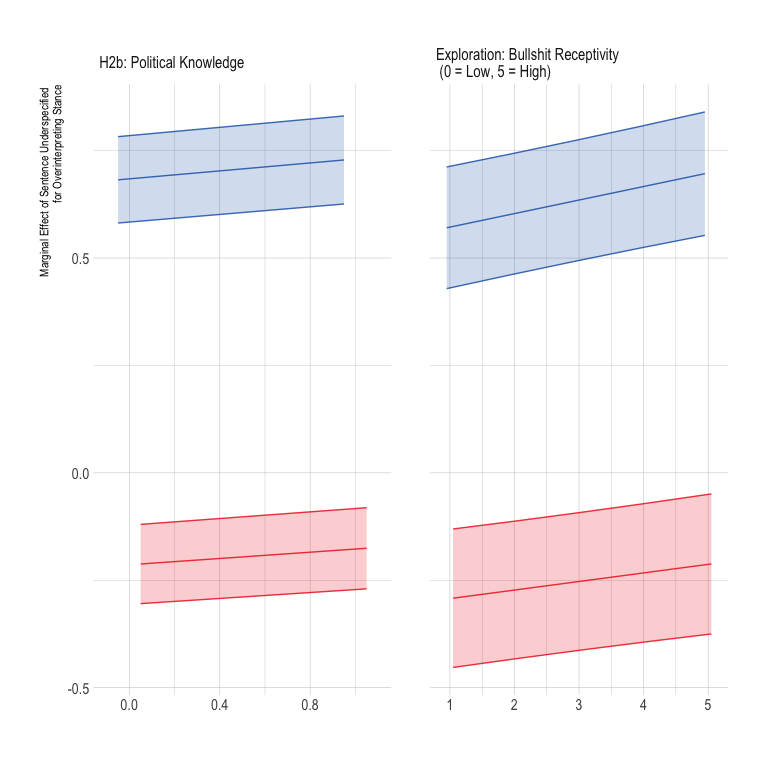 H2b: Political Knowledge
Exploration: Bullshit Receptivity
(0 = Low, 5 = High)
Marginal Effect of Sentence Underspecified
for Overinterpreting Stance
0.5
0.0
-0.5
0.0 0.4 0.8
1 2 3 4 5